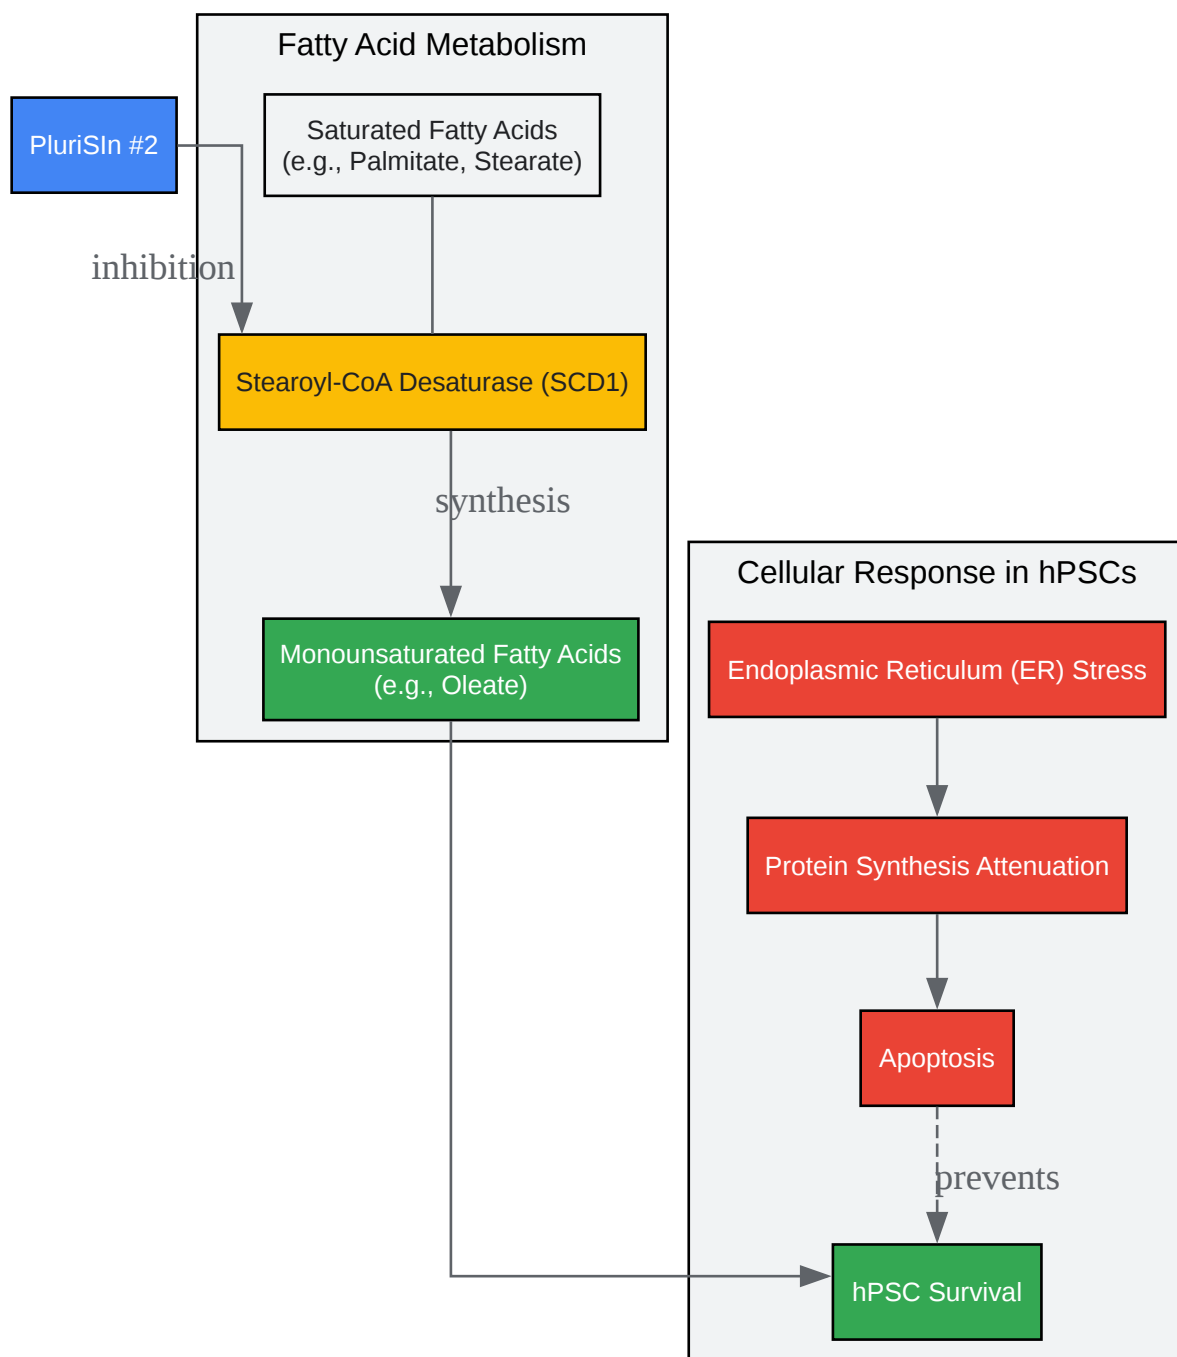 Fatty Acid Metabolism
PluriSIn #2
Saturated Fatty Acids
(e.g., Palmitate, Stearate)
inhibition
Stearoyl-CoA Desaturase (SCD1)
synthesis
Monounsaturated Fatty Acids
(e.g., Oleate)
Cellular Response in hPSCs
Endoplasmic Reticulum (ER) Stress
Protein Synthesis Attenuation
Apoptosis
prevents
hPSC Survival